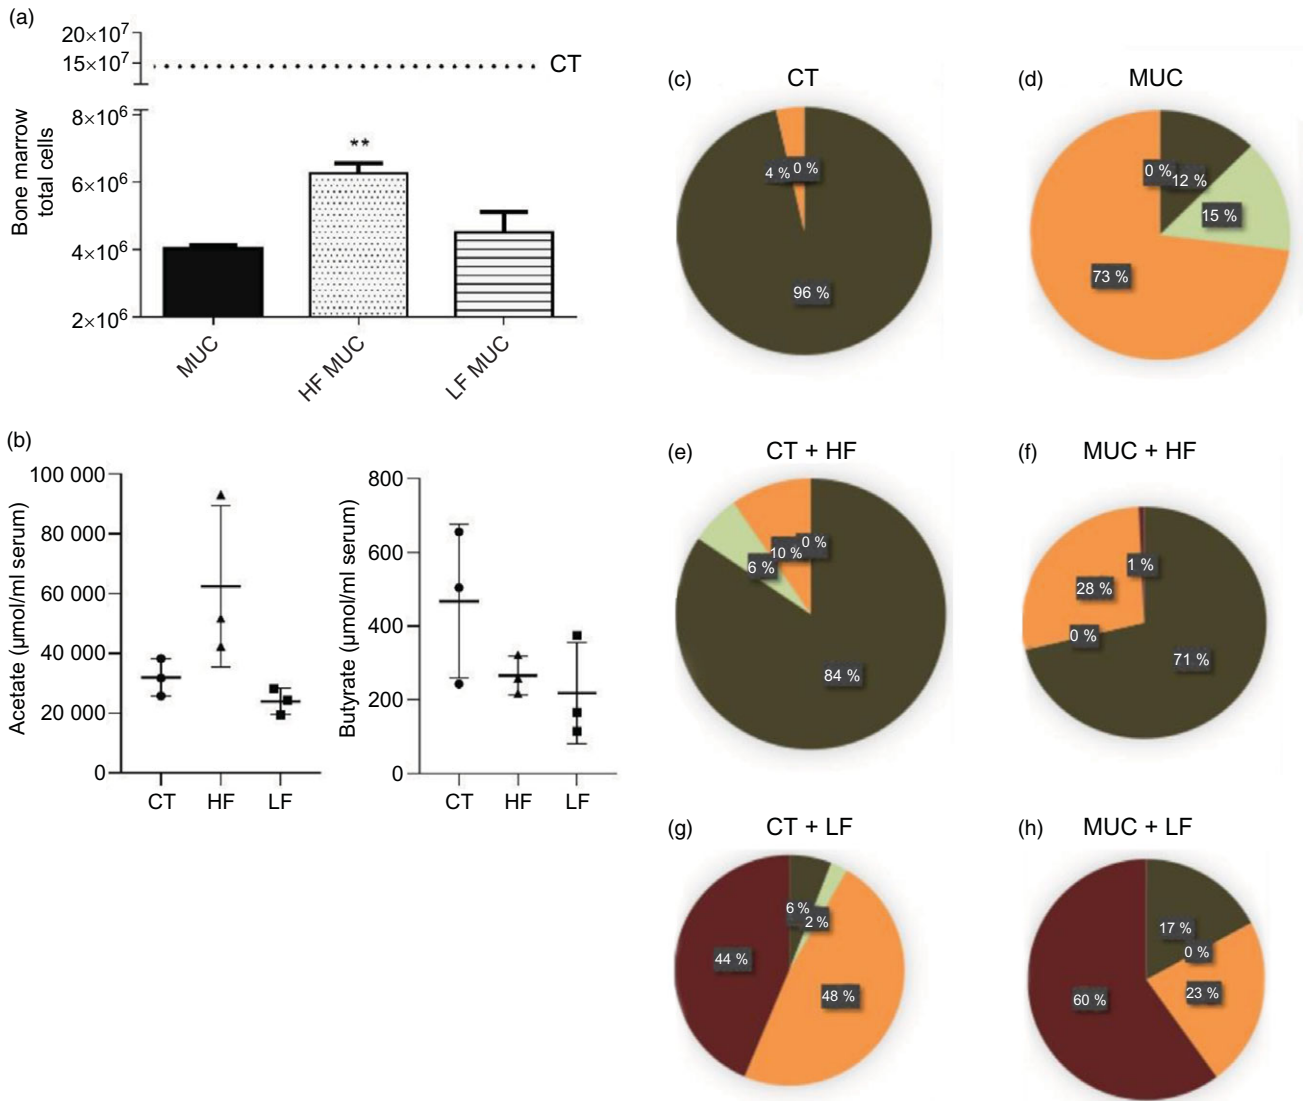 (a)
20×10⁷
15×10⁷
CT
8×10⁶
6×10⁶
4×10⁶
2×10⁶
Bone marrow
total cells
**
MUC
HF MUC
LF MUC
(b)
Acetate (μmol/ml serum)
100 000
80 000
60 000
40 000
20 000
0
CT HF LF
Butyrate (μmol/ml serum)
800
600
400
200
0
CT HF LF
(c) CT
4 % 0 %
96 %
(d) MUC
0 % 12 %
15 %
73 %
(e) CT + HF
0 %
10 %
6 %
84 %
(f) MUC + HF
1 %
28 %
0 %
71 %
(g) CT + LF
6 %
2 %
44 %
48 %
(h) MUC + LF
17 %
0 %
23 %
60 %